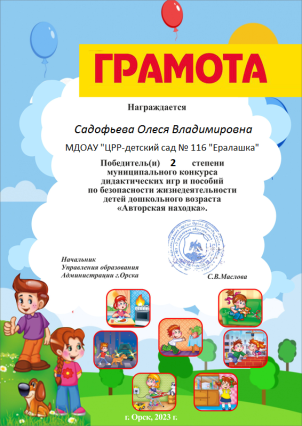 ГРАМОТА
Награждается
Садофьева Олеся Владимировна
МДОАУ "ЦРР-детский сад № 116 "Ералашка"
Победитель(и) 2 степени
муниципального конкурса
дидактических игр и пособий
по безопасности жизнедеятельности
детей дошкольного возраста
«Авторская находка».
Начальник
Управления образования
Администрации г.Орска
С.В.Маслова
г. Орск, 2023 г.